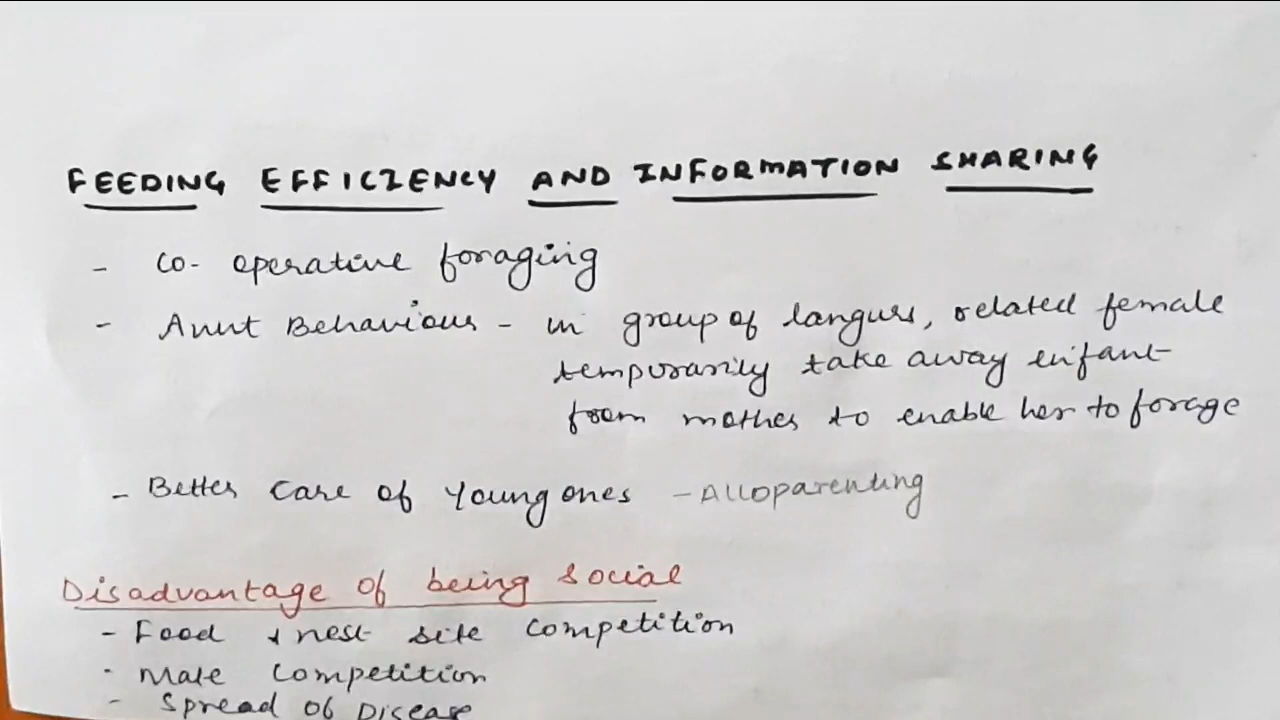 FEEDING EFFICIENCY AND INFORMATION SHARING
- co-operative foraging
- Aunt Behaviour - in group of langurs, related female
temporarily take away infant
from mother to enable her to forage
- Better care of young ones - Alloparenting
Disadvantage of being social
- Food & nest site competition
- Mate competition
- Spread of Disease